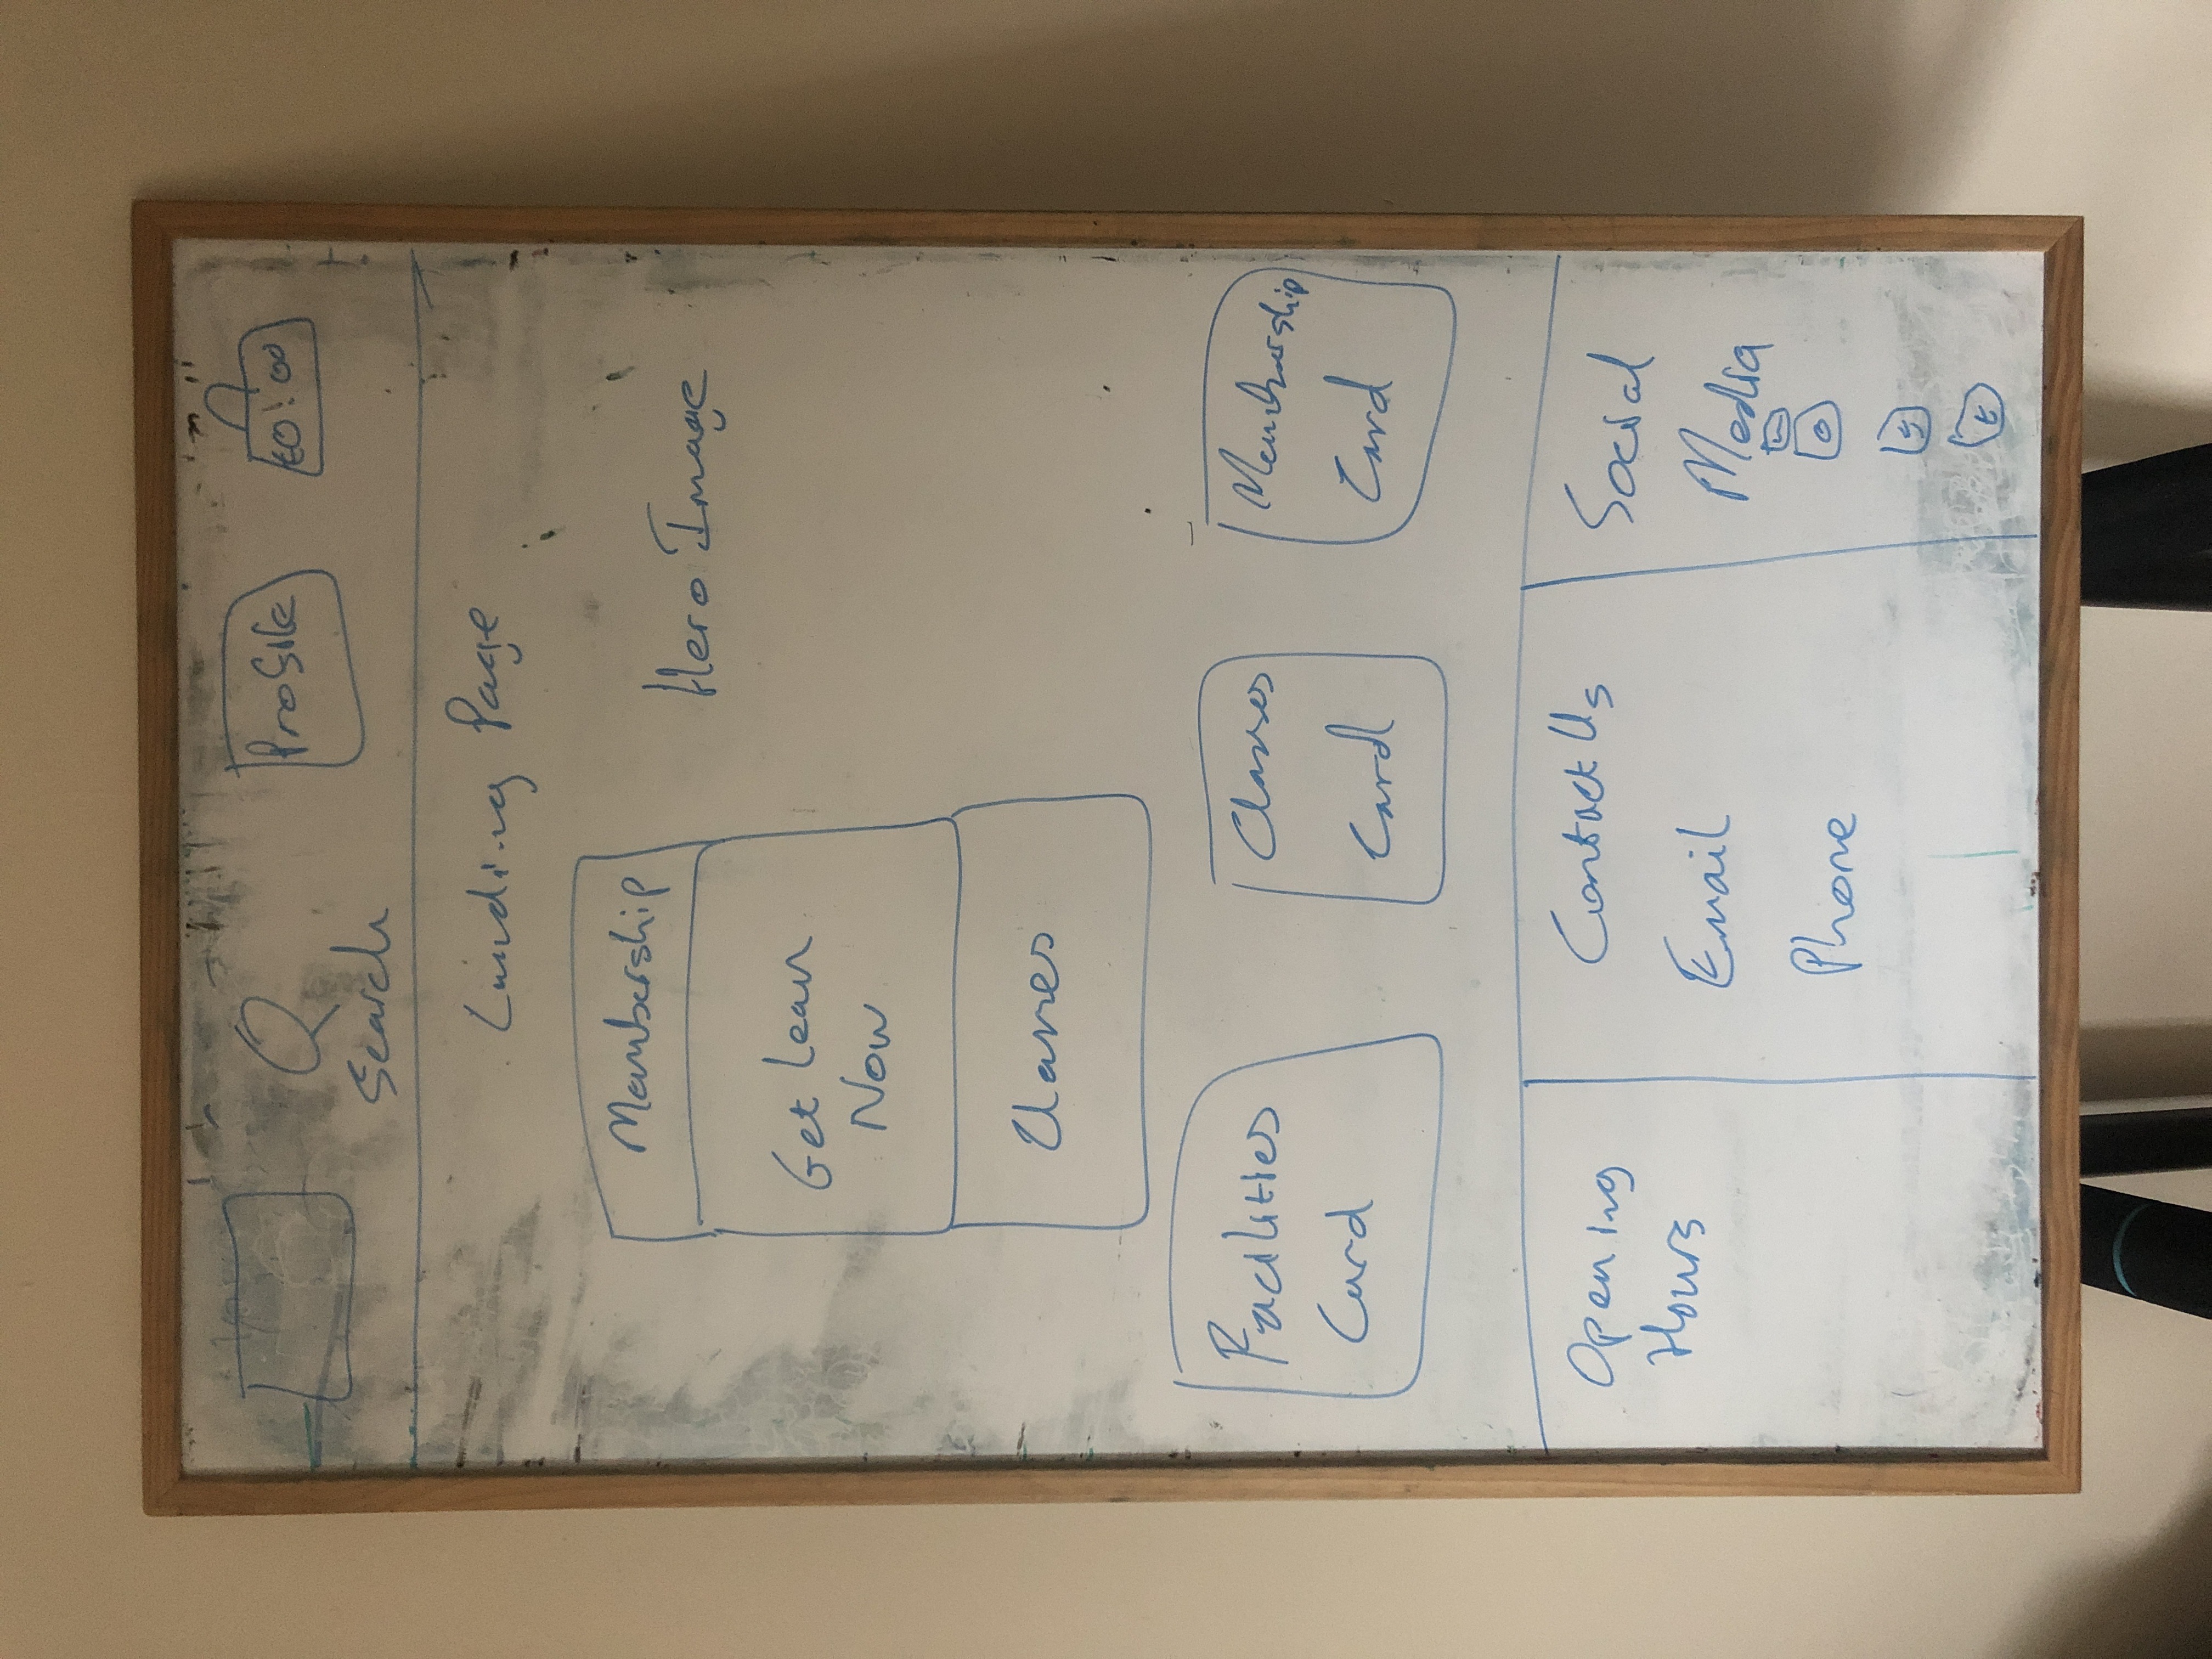 Profile
€0.00
Search
Landing Page
Membership
Hero Image
Get Lean
Now
Classes
Facilities
Card
Classes
Card
Membership
Card
Opening
Hours
Contact Us
Email
Phone
Social
Media